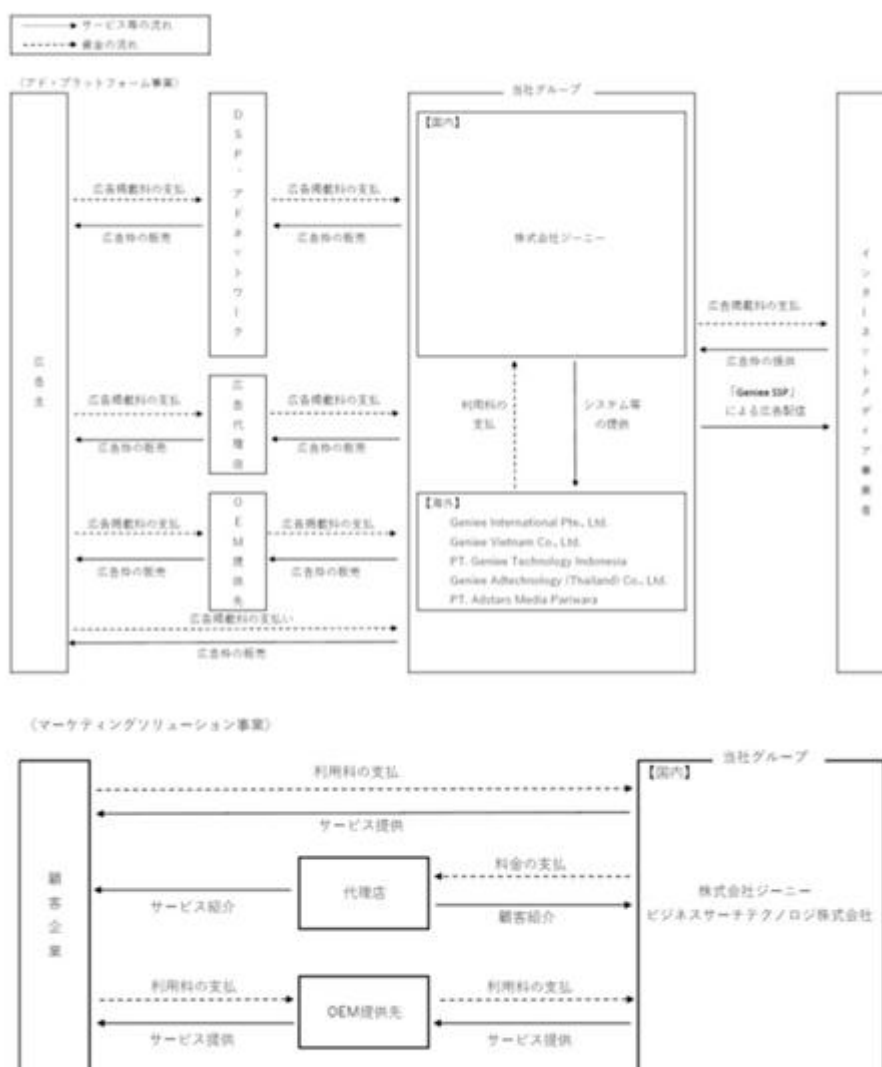 サービス等の流れ
資金の流れ
〈アド・プラットフォーム事業〉
広告主
広告掲載料の支払
広告枠の販売
DSP・アドネットワーク
広告掲載料の支払
広告枠の販売
広告掲載料の支払
広告枠の販売
広告代理店
広告掲載料の支払
広告枠の販売
広告掲載料の支払
広告枠の販売
OEM提供先
広告掲載料の支払
広告枠の販売
広告掲載料の支払い
広告枠の販売
当社グループ
【国内】
株式会社ジーニー
利用料の
支払
システム等
の提供
【海外】
Geniee International Pte., Ltd.
Geniee Vietnam Co., Ltd.
PT. Geniee Technology Indonesia
Geniee Adtechnology (Thailand) Co., Ltd.
PT. Adstars Media Pariwara
広告掲載料の支払
広告枠の提供
「Geniee SSP」
による広告配信
インターネットメディア事業者
〈マーケティングソリューション事業〉
顧客企業
利用料の支払
サービス提供
サービス紹介
代理店
料金の支払
顧客紹介
利用料の支払
サービス提供
OEM提供先
利用料の支払
サービス提供
当社グループ
【国内】
株式会社ジーニー
ビジネスサーチテクノロジ株式会社